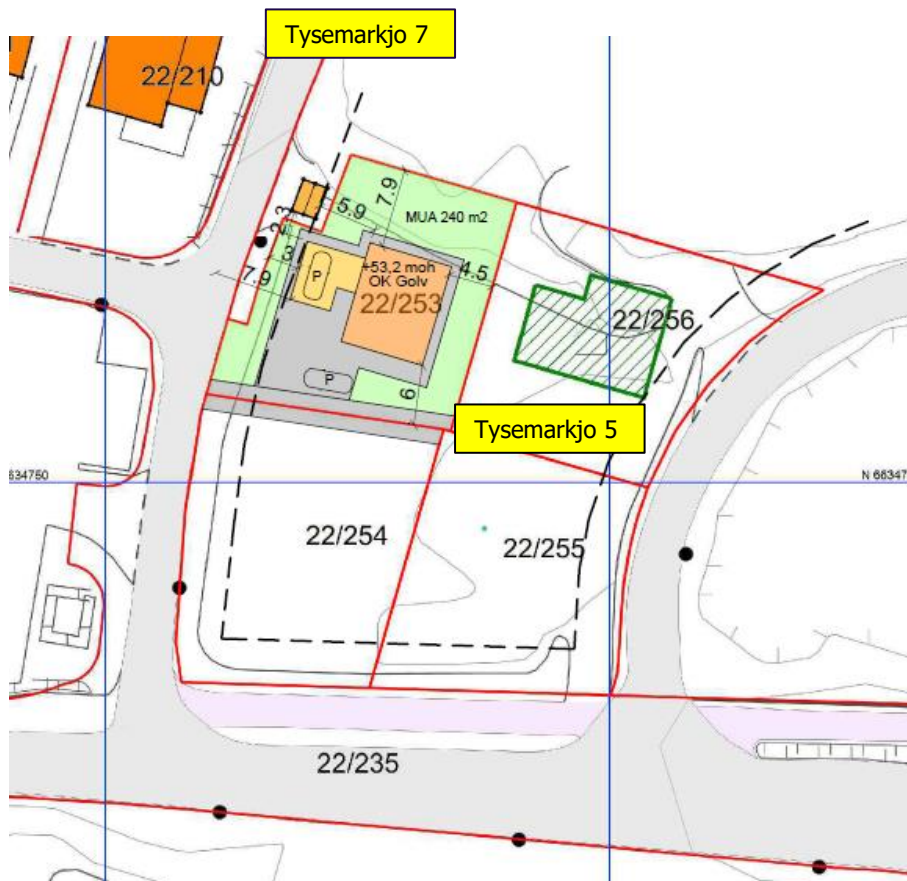 Tysemarkjo 7
22/210
7.9
5.9
MUA 240 m2
2.3
3
7.9
P
+53,2 moh
OK Golv
4.5
22/253
22/256
P
6
Tysemarkjo 5
634750
N 66347
22/254
22/255
22/235